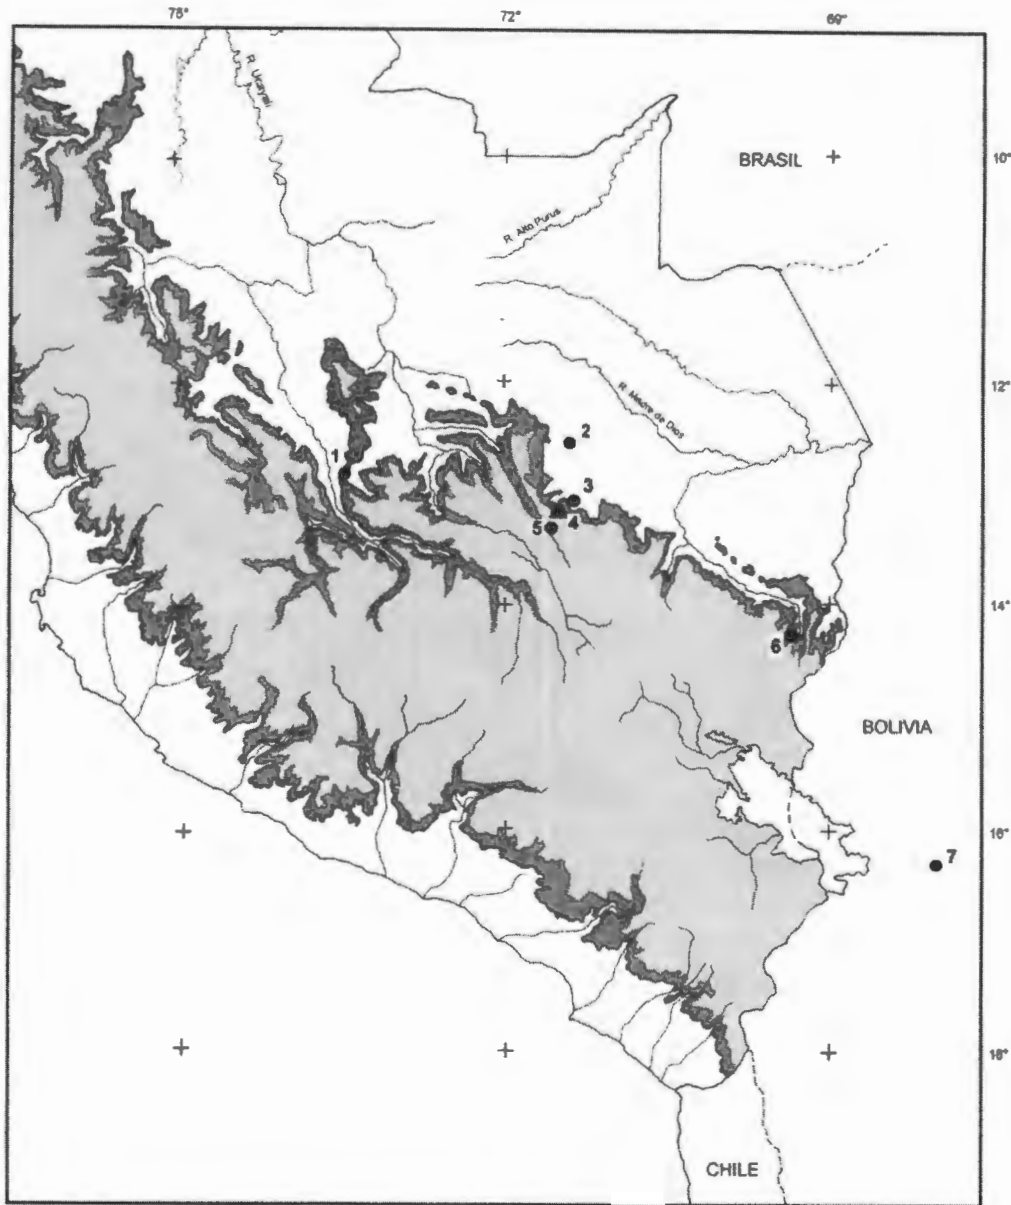 75° 72° 69°
R. Ucayali
BRASIL
10°
R. Alto Purus
12°
R. Madre de Dios
2
1
3
4
5
14°
6
BOLIVIA
16°
7
18°
CHILE